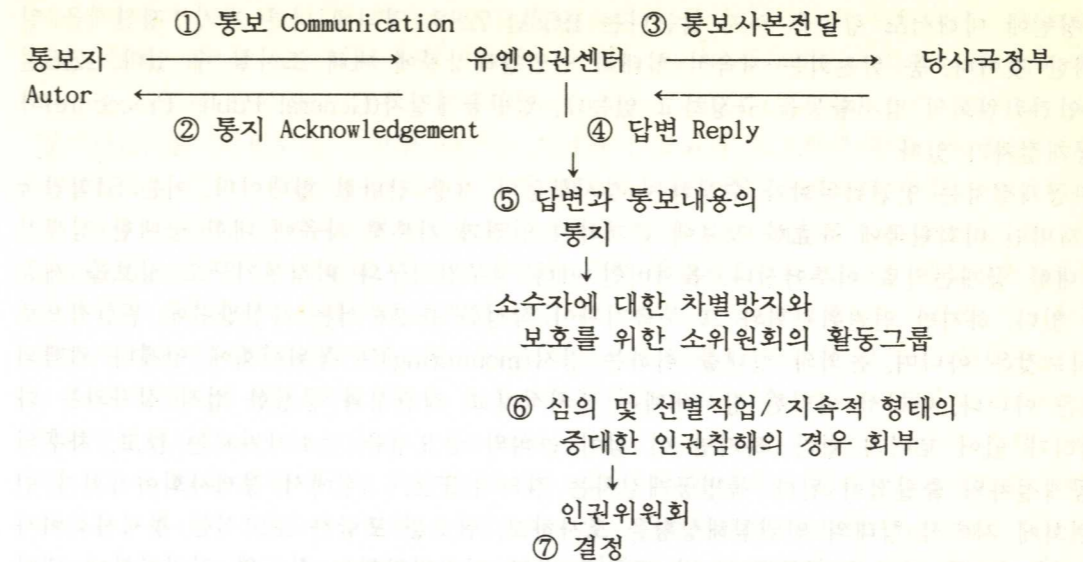 ① 통보 Communication ③ 통보사본전달
통보자 유엔인권센터 당사국정부
Autor
② 통지 Acknowledgement ④ 답변 Reply
⑤ 답변과 통보내용의
통지
소수자에 대한 차별방지와
보호를 위한 소위원회의 활동그룹
⑥ 심의 및 선별작업/ 지속적 형태의
중대한 인권침해의 경우 회부
인권위원회
⑦ 결정